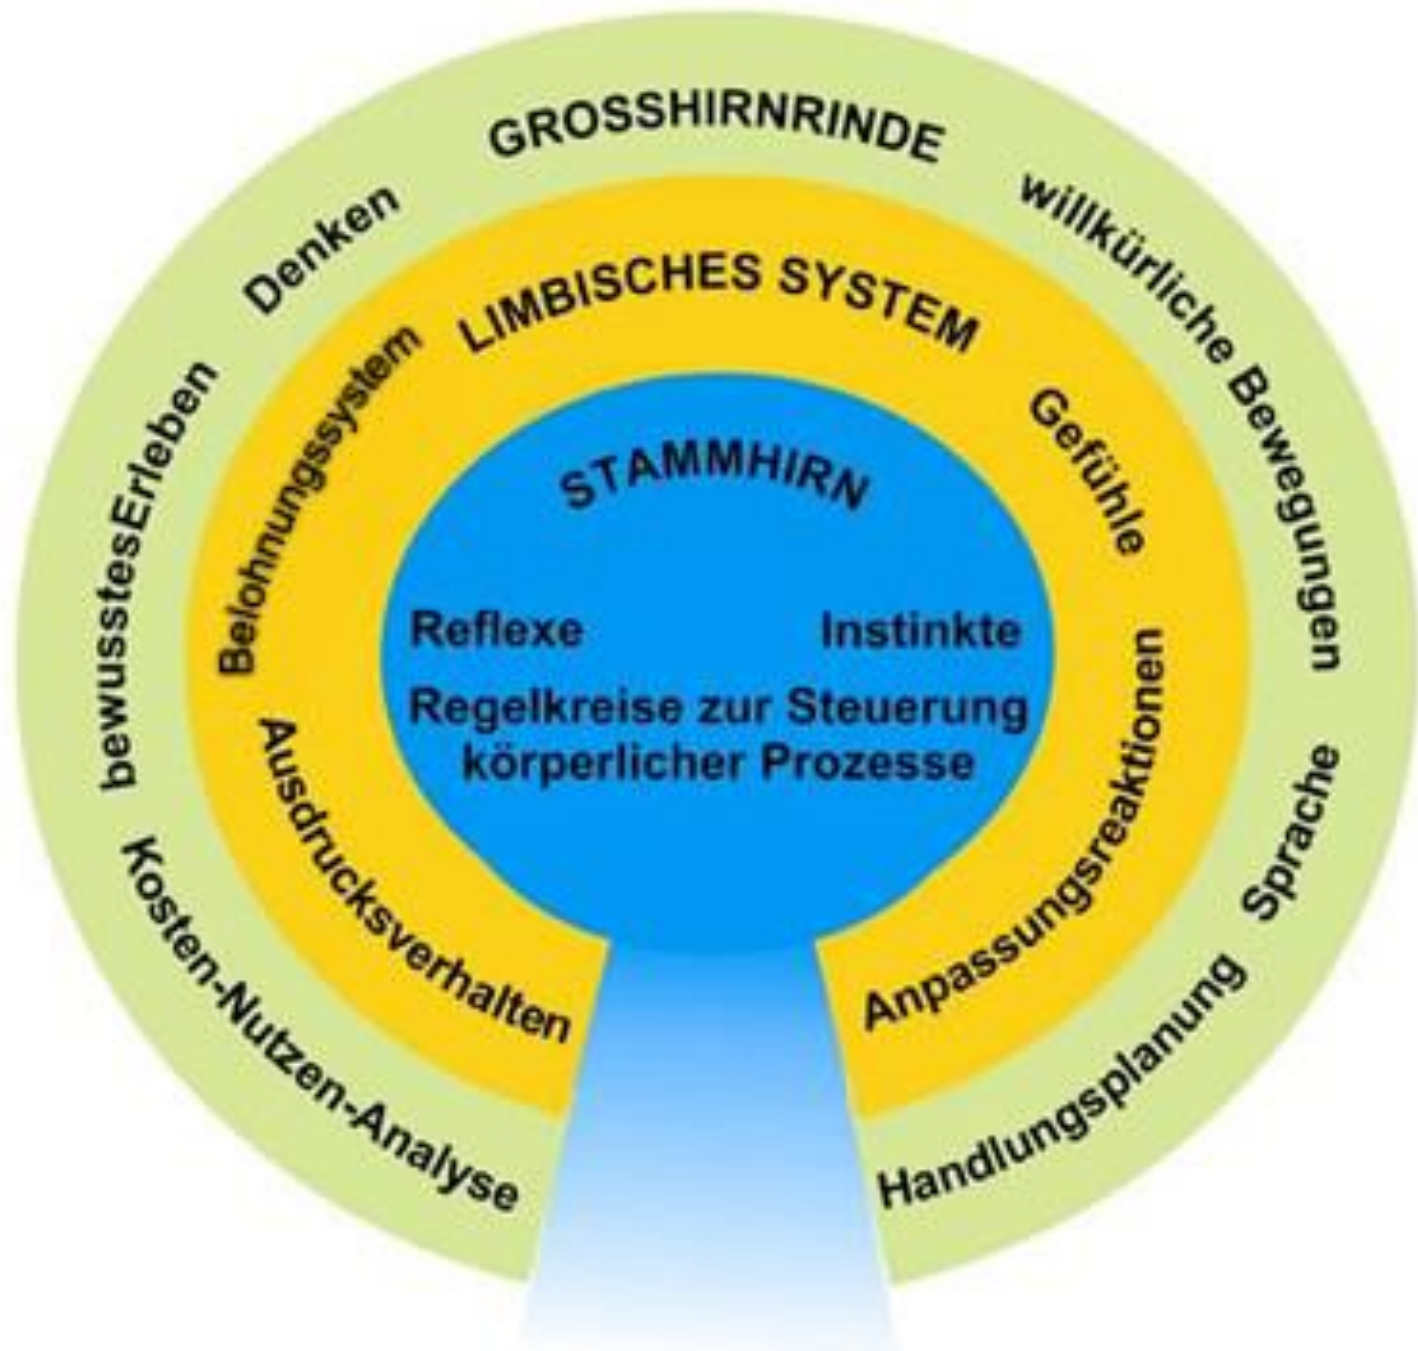 GROSSHIRNRINDE
Denken
willkürliche Bewegungen
bewusstesErleben
Sprache
Kosten-Nutzen-Analyse
Handlungsplanung
LIMBISCHES SYSTEM
Belohnungssystem
Gefühle
Ausdrucksverhalten
Anpassungsreaktionen
STAMMHIRN
Reflexe
Instinkte
Regelkreise zur Steuerung
körperlicher Prozesse